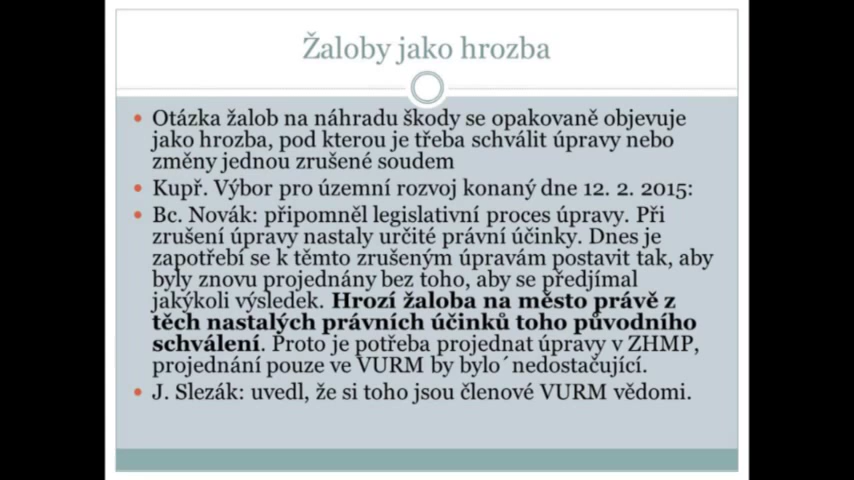 Žaloby jako hrozba
• Otázka žalob na náhradu škody se opakovaně objevuje
jako hrozba, pod kterou je třeba schválit úpravy nebo
změny jednou zrušené soudem
• Kupř. Výbor pro územní rozvoj konaný dne 12. 2. 2015:
• Bc. Novák: připomněl legislativní proces úpravy. Při
zrušení úpravy nastaly určité právní účinky. Dnes je
zapotřebí se k těmto zrušeným úpravám postavit tak, aby
byly znovu projednány bez toho, aby se předjímal
jakýkoli výsledek. Hrozí žaloba na město právě z
těch nastalých právních účinků toho původního
schválení. Proto je potřeba projednat úpravy v ZHMP,
projednání pouze ve VURM by bylo´nedostačující.
• J. Slezák: uvedl, že si toho jsou členové VURM vědomi.